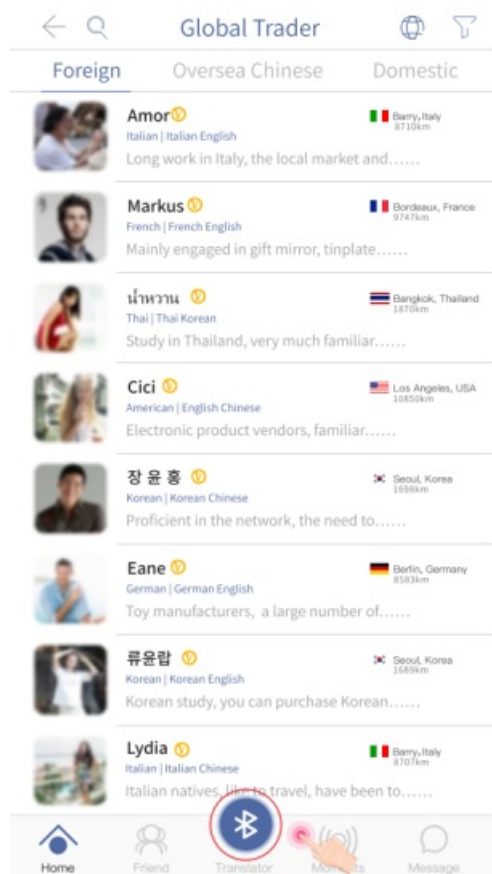 Global Trader
Foreign Oversea Chinese Domestic
Amor
Barry,Italy
8710km
Italian | Italian English
Long work in Italy, the local market and......
Markus
Bordeaux, France
9747km
French | French English
Mainly engaged in gift mirror, tinplate......
น้ำหวาน
Bangkok, Thailand
1870km
Thai | Thai Korean
Study in Thailand, very much familiar......
Cici
Los Angeles, USA
10850km
American | English Chinese
Electronic product vendors, familiar......
장 윤 홍
Seoul, Korea
1698km
Korean | Korean Chinese
Proficient in the network, the need to......
Eane
Berlin, Germany
8583km
German | German English
Toy manufacturers, a large number of......
류윤랍
Seoul, Korea
1689km
Korean | Korean English
Korean study, you can purchase Korean......
Lydia
Barry,Italy
8707km
Italian | Italian Chinese
Italian natives, like to travel, have been to......
Home Friend Translator Moments Message